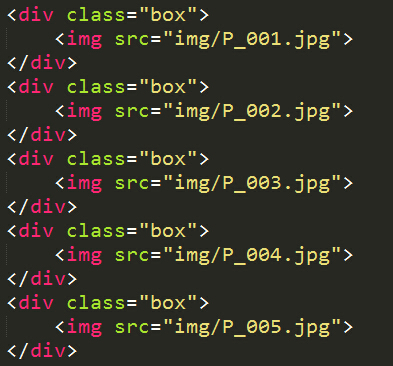 <div class="box">
    <img src="img/P_001.jpg">
</div>
<div class="box">
    <img src="img/P_002.jpg">
</div>
<div class="box">
    <img src="img/P_003.jpg">
</div>
<div class="box">
    <img src="img/P_004.jpg">
</div>
<div class="box">
    <img src="img/P_005.jpg">
</div>